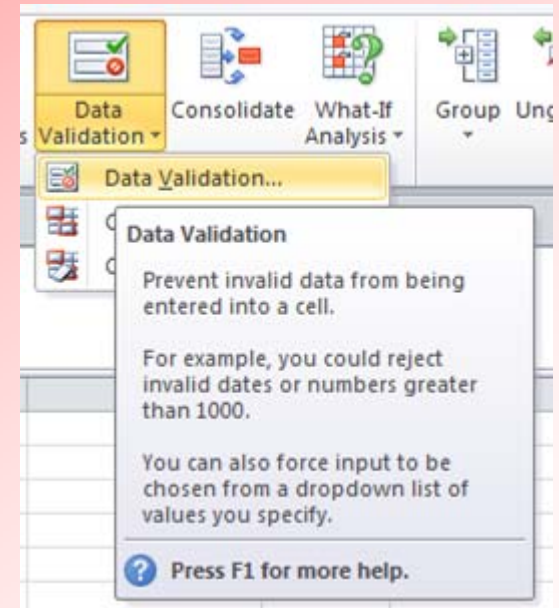 Data Consolidate What-If Group Ung
s Validation Analysis
Data Validation...
C
C
Data Validation
Prevent invalid data from being
entered into a cell.
For example, you could reject
invalid dates or numbers greater
than 1000.
You can also force input to be
chosen from a dropdown list of
values you specify.
Press F1 for more help.